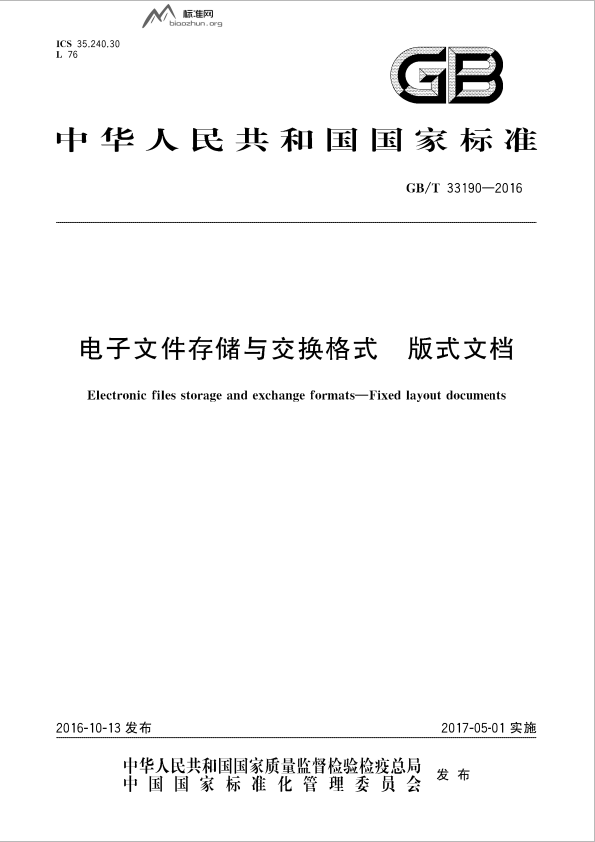 标准网
biaozhun.org
ICS 35.240.30
L 76
GB
中华人民共和国国家标准
GB/T 33190—2016
电子文件存储与交换格式 版式文档
Electronic files storage and exchange formats—Fixed layout documents
2016-10-13 发布 2017-05-01 实施
中华人民共和国国家质量监督检验检疫总局
中国国家标准化管理委员会 发布